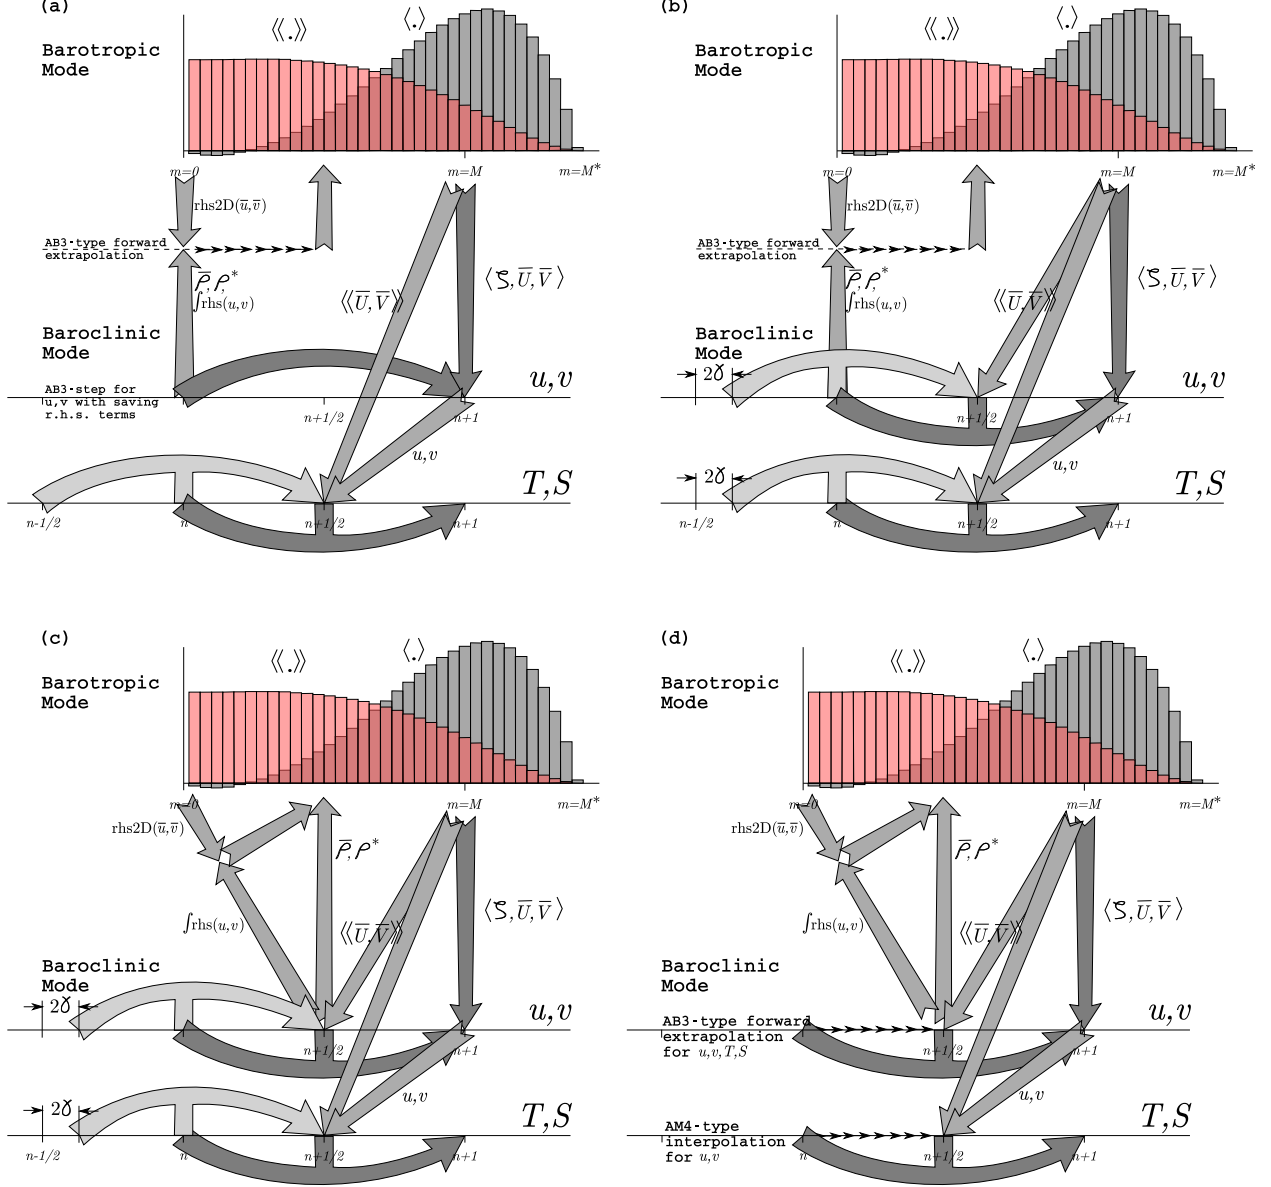 (a)
⟨⟨.⟩⟩
⟨.⟩
Barotropic
Mode
m=0
m=M
m=M*
rhs2D(u̅,v̅)
AB3-type forward
extrapolation
ρ̅,ρ*
∫rhs(u,v)
⟨⟨U̅,V̅⟩⟩
⟨ζ,U̅,V̅⟩
Baroclinic
Mode
AB3-step for
u,v with saving
r.h.s. terms
u,v
n+1/2
n+1
u,v
T,S
n-1/2
n
n+1/2
n+1
(b)
⟨⟨.⟩⟩
⟨.⟩
Barotropic
Mode
m=0
m=M
m=M*
rhs2D(u̅,v̅)
AB3-type forward
extrapolation
ρ̅,ρ*
∫rhs(u,v)
⟨⟨U̅,V̅⟩⟩
⟨ζ,U̅,V̅⟩
Baroclinic
Mode
2γ
u,v
n+1/2
n+1
u,v
2γ
T,S
n-1/2
n
n+1/2
n+1
(c)
⟨⟨.⟩⟩
⟨.⟩
Barotropic
Mode
m=0
m=M
m=M*
rhs2D(u̅,v̅)
ρ̅,ρ*
∫rhs(u,v)
⟨⟨U̅,V̅⟩⟩
⟨ζ,U̅,V̅⟩
Baroclinic
Mode
2γ
u,v
n+1/2
n+1
u,v
2γ
T,S
n-1/2
n
n+1/2
n+1
(d)
⟨⟨.⟩⟩
⟨.⟩
Barotropic
Mode
m=0
m=M
m=M*
rhs2D(u̅,v̅)
ρ̅,ρ*
∫rhs(u,v)
⟨⟨U̅,V̅⟩⟩
⟨ζ,U̅,V̅⟩
Baroclinic
Mode
AB3-type forward
extrapolation
for u,v,T,S
u,v
n+1/2
n+1
u,v
AM4-type
interpolation
for u,v
T,S
n
n+1/2
n+1